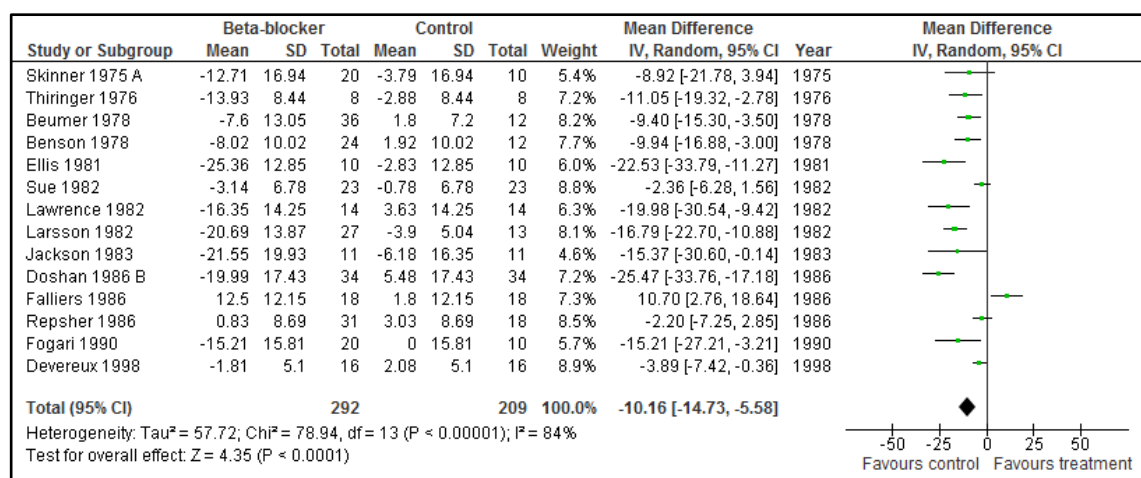 Beta-blocker Control Mean Difference Mean Difference
Study or Subgroup Mean SD Total Mean SD Total Weight IV, Random, 95% CI Year IV, Random, 95% CI
Skinner 1975 A -12.71 16.94 20 -3.79 16.94 10 5.4% -8.92 [-21.78, 3.94] 1975
Thiringer 1976 -13.93 8.44 8 -2.88 8.44 8 7.2% -11.05 [-19.32, -2.78] 1976
Beumer 1978 -7.6 13.05 36 1.8 7.2 12 8.2% -9.40 [-15.30, -3.50] 1978
Benson 1978 -8.02 10.02 24 1.92 10.02 12 7.7% -9.94 [-16.88, -3.00] 1978
Ellis 1981 -25.36 12.85 10 -2.83 12.85 10 6.0% -22.53 [-33.79, -11.27] 1981
Sue 1982 -3.14 6.78 23 -0.78 6.78 23 8.8% -2.36 [-6.28, 1.56] 1982
Lawrence 1982 -16.35 14.25 14 3.63 14.25 14 6.3% -19.98 [-30.54, -9.42] 1982
Larsson 1982 -20.69 13.87 27 -3.9 5.04 13 8.1% -16.79 [-22.70, -10.88] 1982
Jackson 1983 -21.55 19.93 11 -6.18 16.35 11 4.6% -15.37 [-30.60, -0.14] 1983
Doshan 1986 B -19.99 17.43 34 5.48 17.43 34 7.2% -25.47 [-33.76, -17.18] 1986
Falliers 1986 12.5 12.15 18 1.8 12.15 18 7.3% 10.70 [2.76, 18.64] 1986
Repsher 1986 0.83 8.69 31 3.03 8.69 18 8.4% -2.20 [-7.25, 2.85] 1986
Fogari 1990 -15.21 15.81 20 0 15.81 10 5.7% -15.21 [-27.21, -3.21] 1990
Devereux 1998 -1.81 5.1 16 2.08 5.1 16 8.9% -3.89 [-7.42, -0.36] 1998
Total (95% CI) 292 209 100.0% -10.16 [-14.73, -5.58]
Heterogeneity: Tau² = 57.72; Chi² = 78.94, df = 13 (P < 0.00001); I² = 84%
Test for overall effect: Z = 4.35 (P < 0.0001)
-50 -25 0 25 50
Favours control Favours treatment